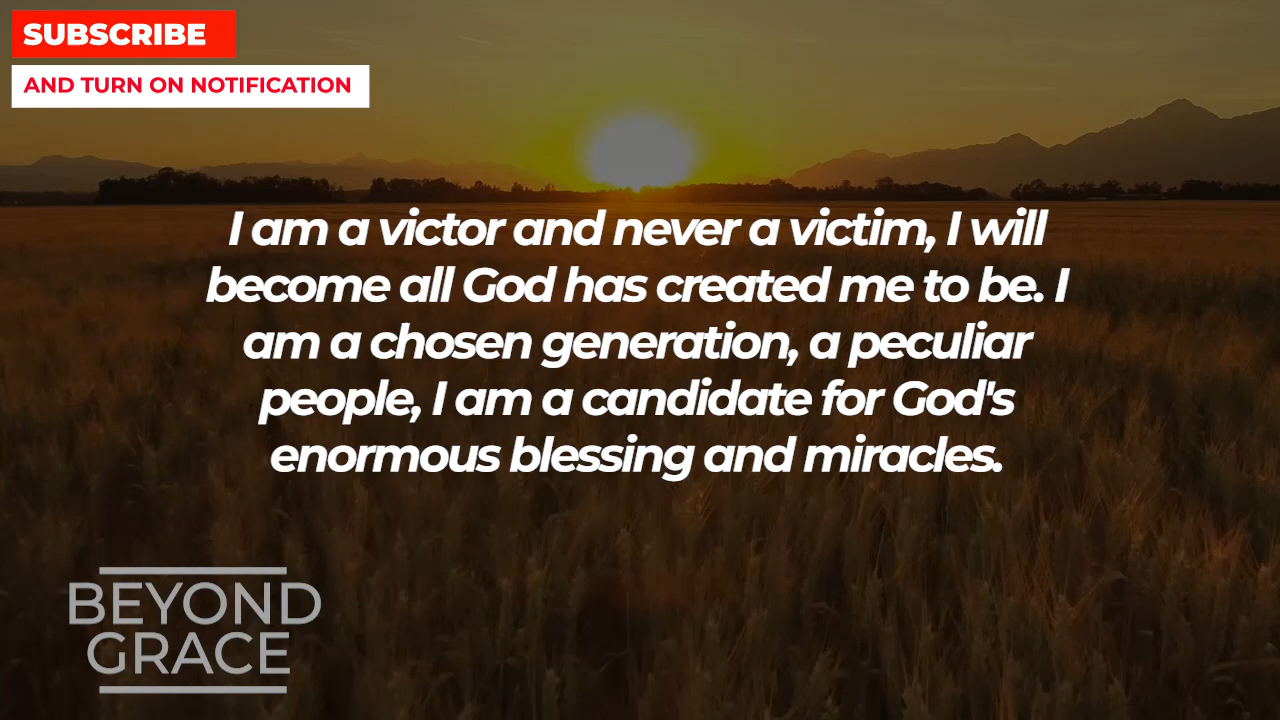 SUBSCRIBE
AND TURN ON NOTIFICATION
I am a victor and never a victim, I will
become all God has created me to be. I
am a chosen generation, a peculiar
people, I am a candidate for God's
enormous blessing and miracles.
BEYOND
GRACE